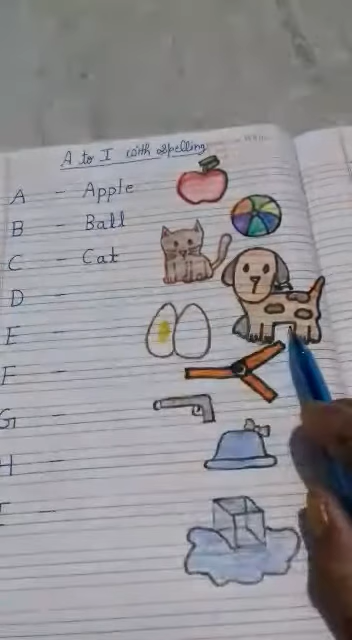 A to I with Spelling
A - Apple
B - Ball
C - Cat
D -
E -
F -
G -
H -
I -